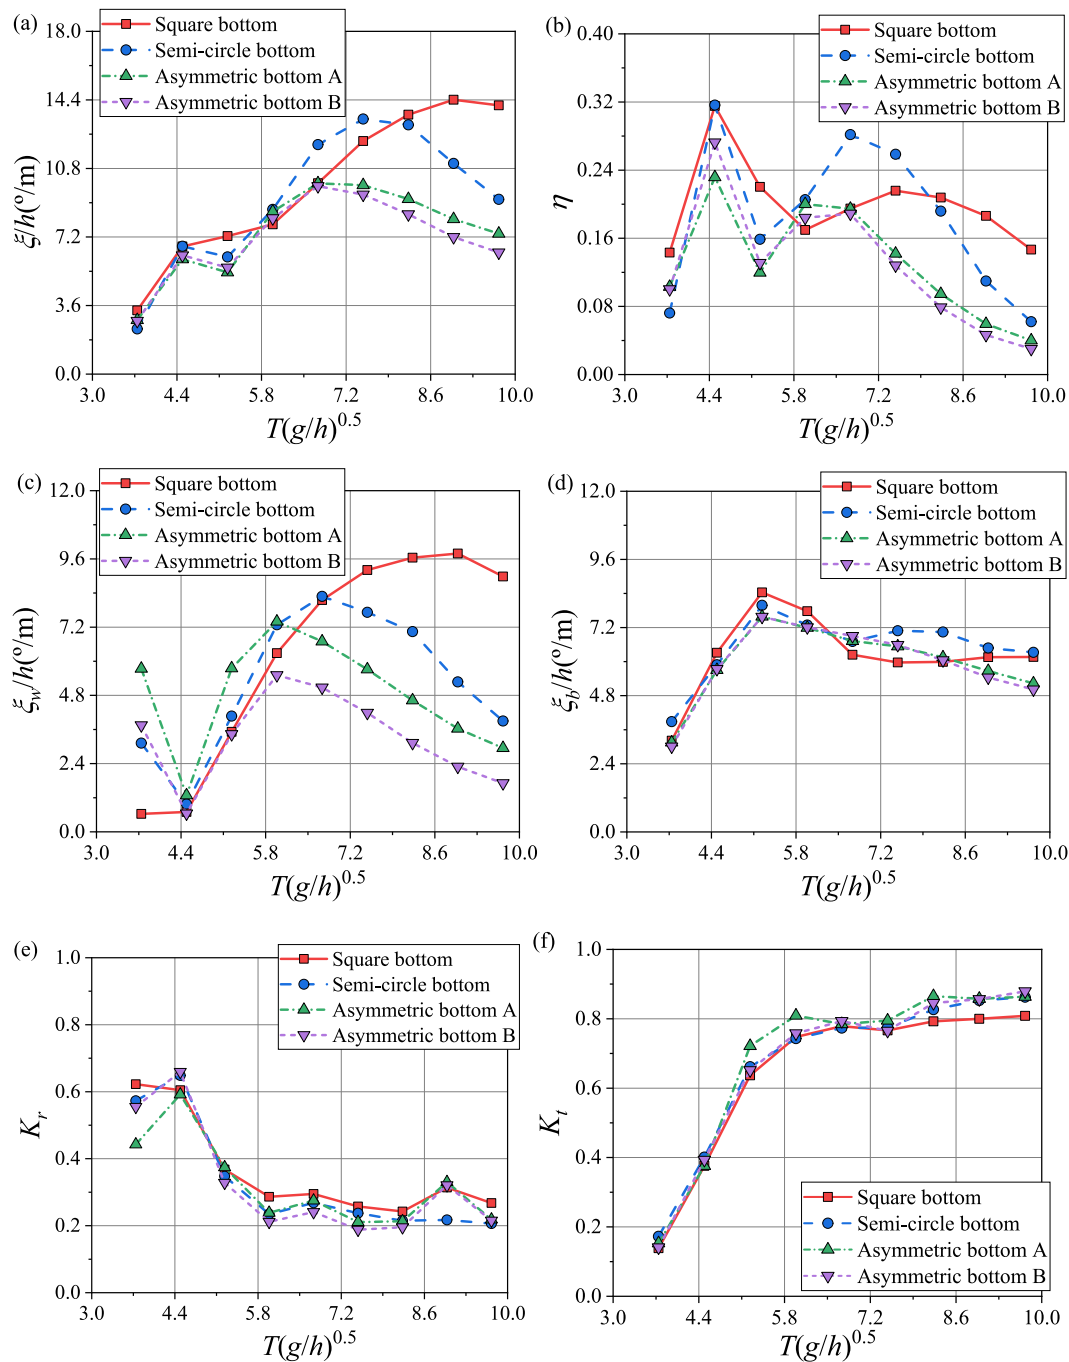 (a)
Square bottom
Semi-circle bottom
Asymmetric bottom A
Asymmetric bottom B
18.0
14.4
10.8
7.2
3.6
0.0
ξ/h(º/m)
3.0 4.4 5.8 7.2 8.6 10.0
T(g/h)^0.5
(b)
Square bottom
Semi-circle bottom
Asymmetric bottom A
Asymmetric bottom B
0.40
0.32
0.24
0.16
0.08
0.00
η
3.0 4.4 5.8 7.2 8.6 10.0
T(g/h)^0.5
(c)
Square bottom
Semi-circle bottom
Asymmetric bottom A
Asymmetric bottom B
12.0
9.6
7.2
4.8
2.4
0.0
ξ_w/h(º/m)
3.0 4.4 5.8 7.2 8.6 10.0
T(g/h)^0.5
(d)
Square bottom
Semi-circle bottom
Asymmetric bottom A
Asymmetric bottom B
12.0
9.6
7.2
4.8
2.4
0.0
ξ_b/h(º/m)
3.0 4.4 5.8 7.2 8.6 10.0
T(g/h)^0.5
(e)
Square bottom
Semi-circle bottom
Asymmetric bottom A
Asymmetric bottom B
1.0
0.8
0.6
0.4
0.2
0.0
K_r
3.0 4.4 5.8 7.2 8.6 10.0
T(g/h)^0.5
(f)
1.0
0.8
0.6
0.4
0.2
0.0
K_t
Square bottom
Semi-circle bottom
Asymmetric bottom A
Asymmetric bottom B
3.0 4.4 5.8 7.2 8.6 10.0
T(g/h)^0.5